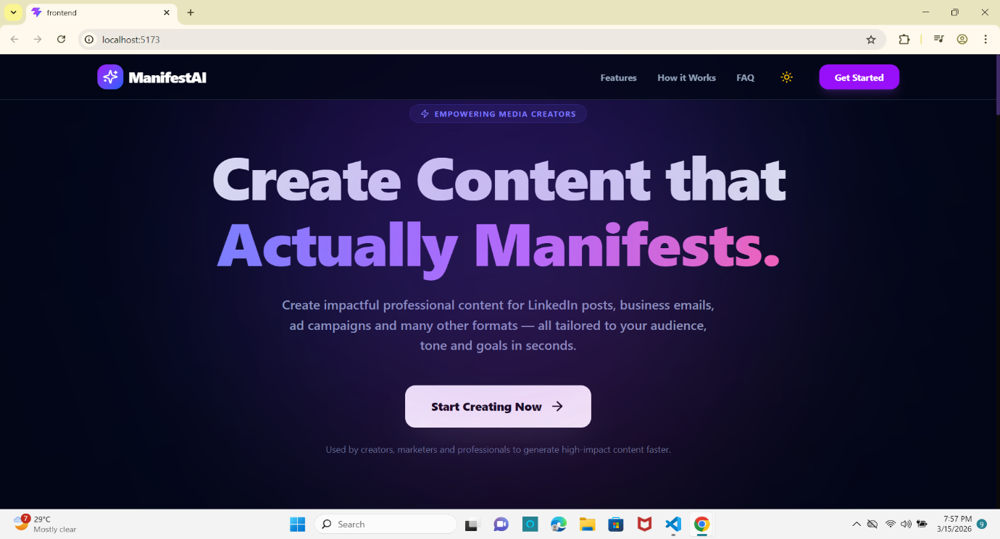 frontend
localhost:5173
ManifestAI
Features How it Works FAQ Get Started
EMPOWERING MEDIA CREATORS
Create Content that
Actually Manifests.
Create impactful professional content for LinkedIn posts, business emails,
ad campaigns and many other formats — all tailored to your audience,
tone and goals in seconds.
Start Creating Now
Used by creators, marketers and professionals to generate high-impact content faster.
7
29°C
Mostly clear
Search
7:57 PM
3/15/2026
9